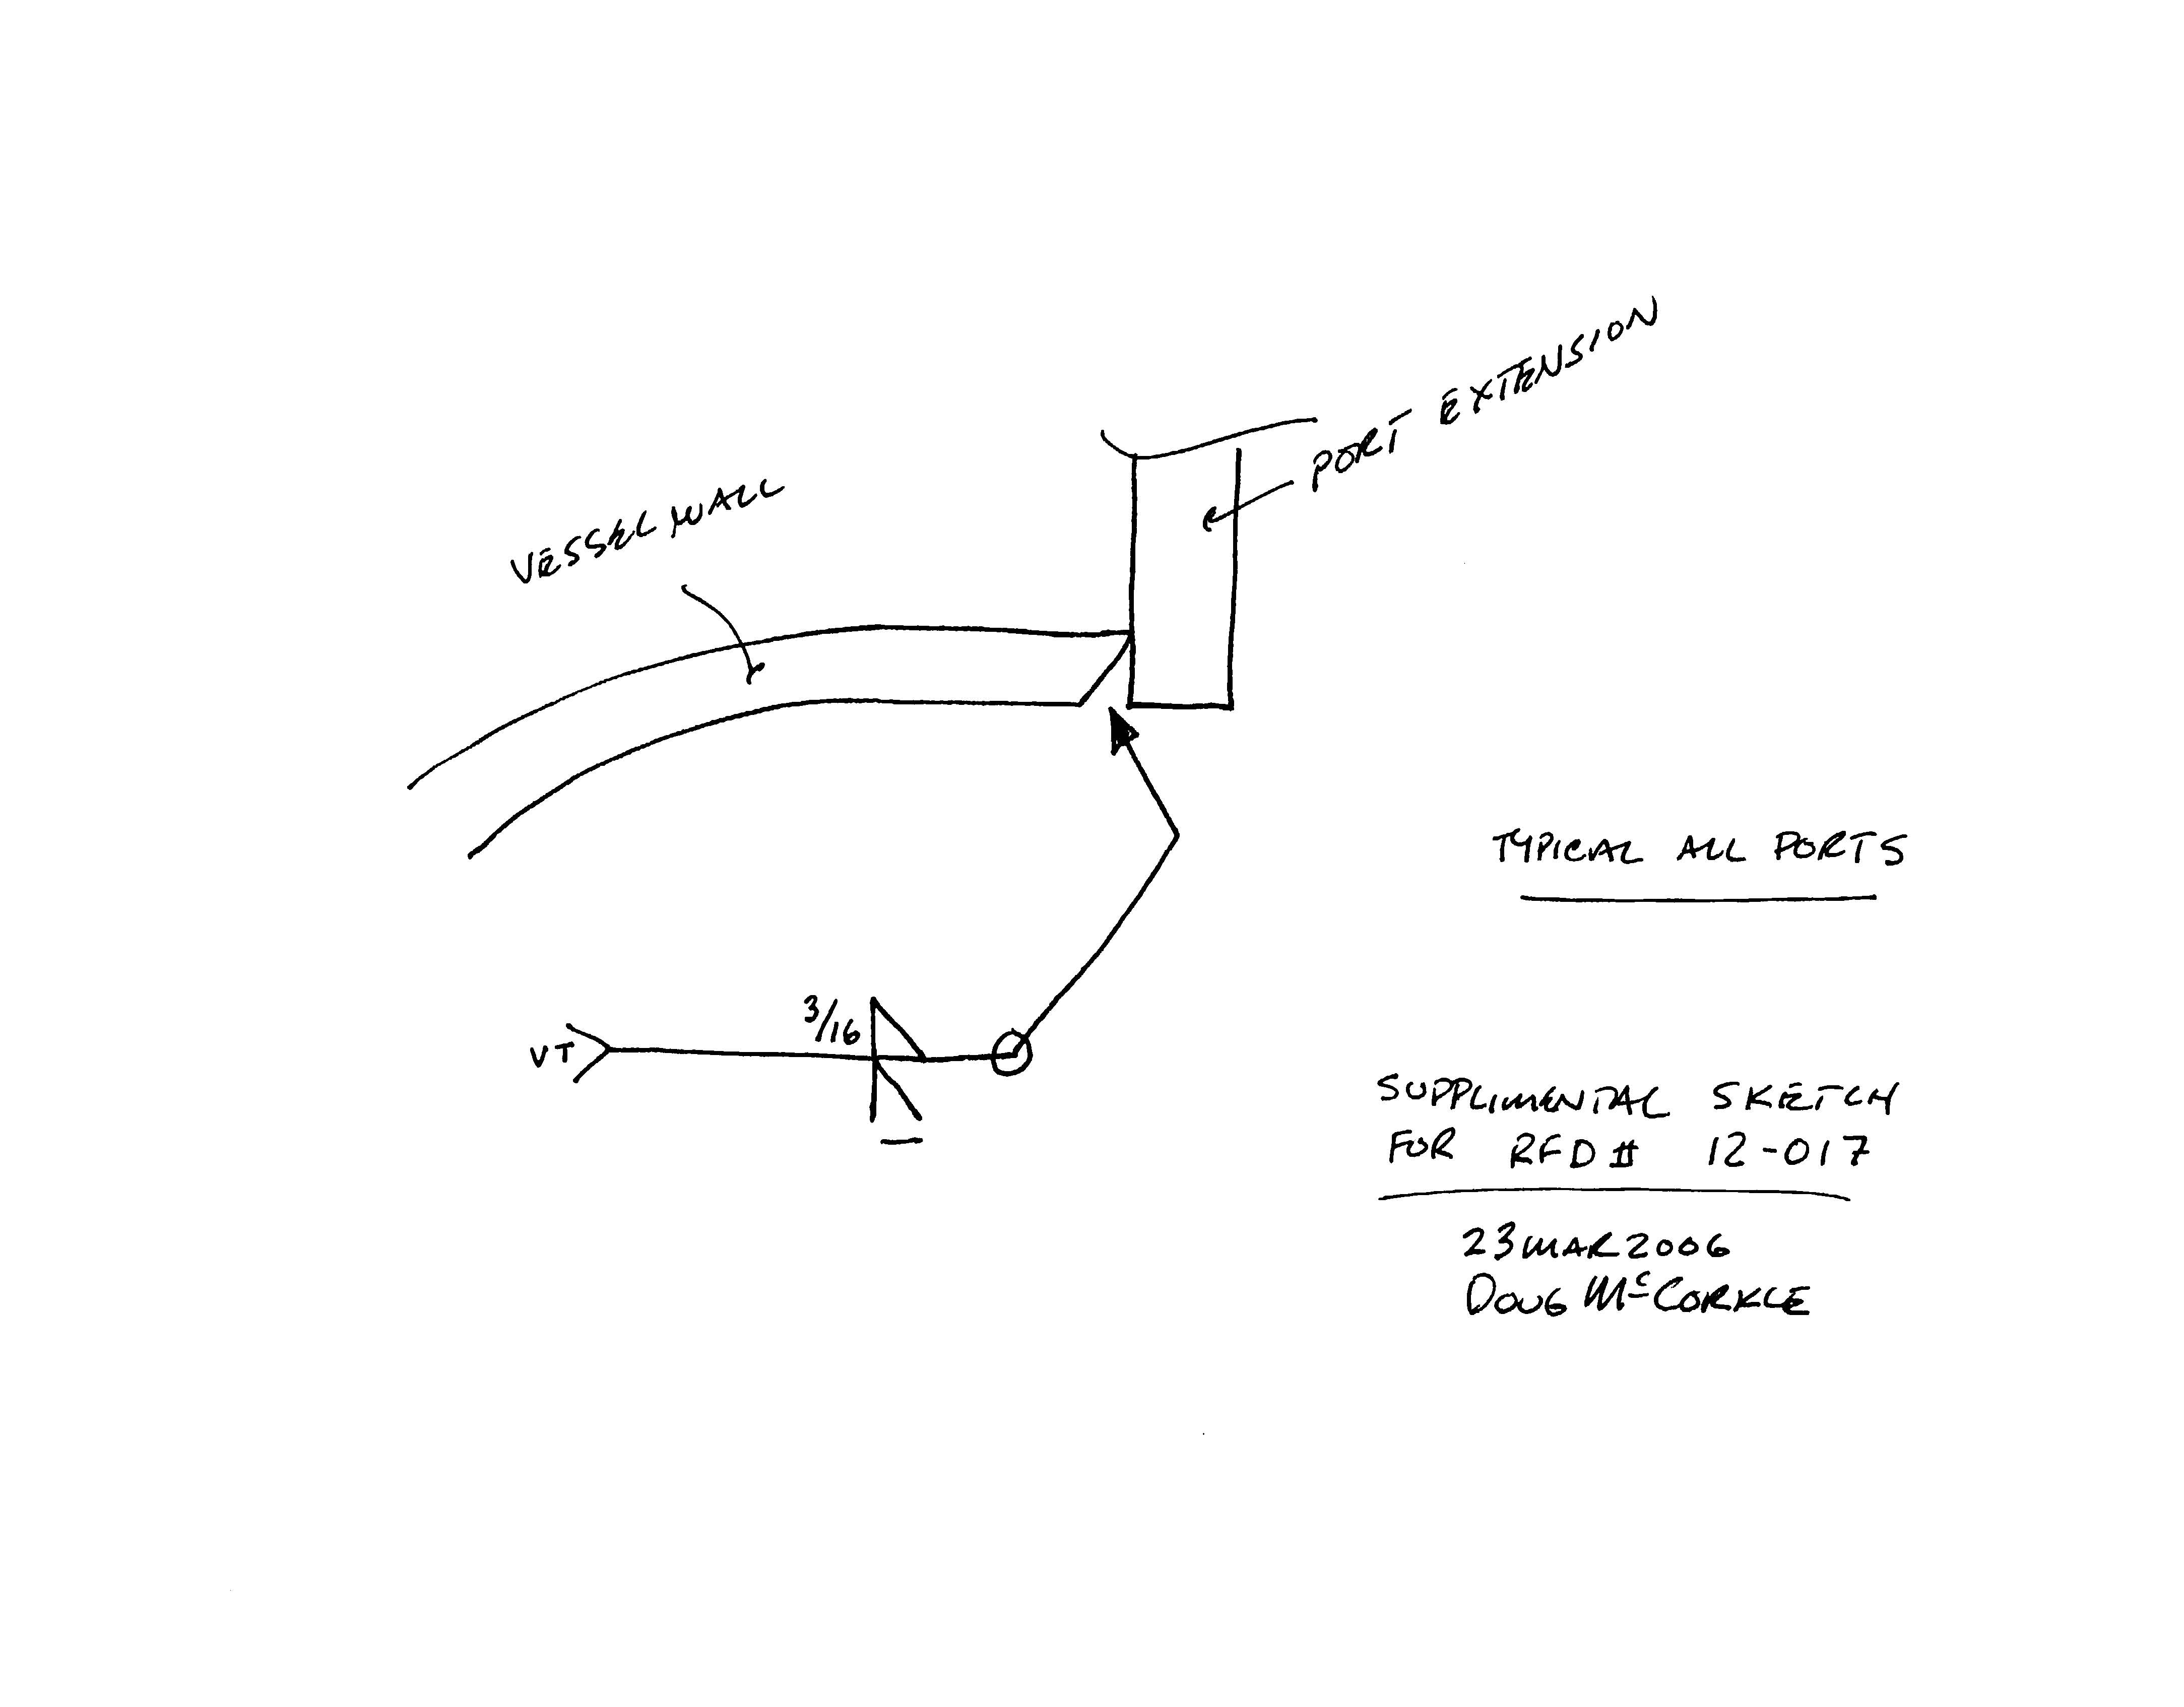 PORT EXTENSION
VESSEL WALL
TYPICAL ALL PORTS
3/16
VT
SUPPLIMENTAL SKETCH
FOR RFD# 12-017
23MAR2006
DOUG McCORKLE